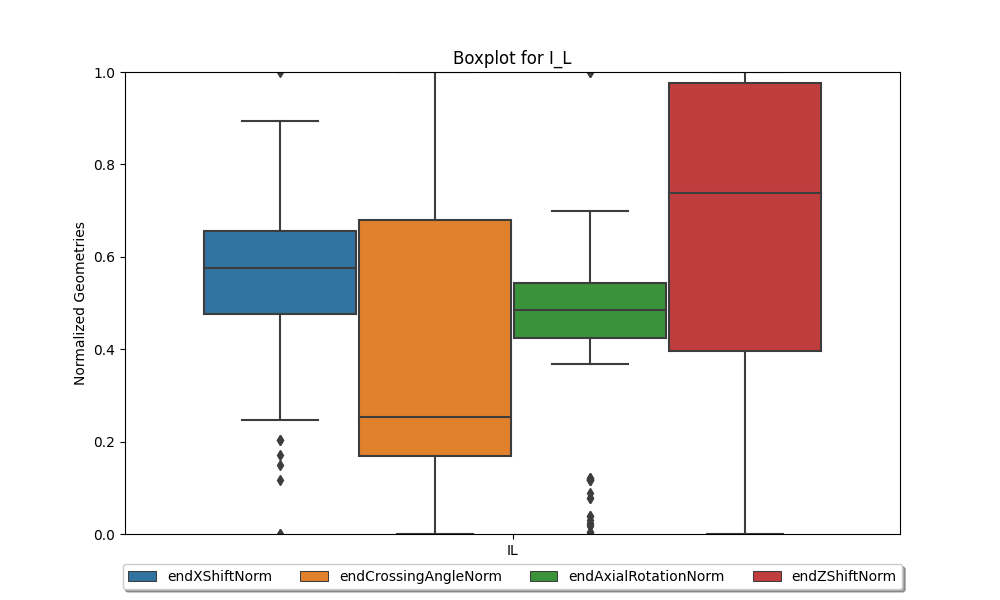 Boxplot for I_L
Normalized Geometries
1.0
0.8
0.6
0.4
0.2
0.0
IL
endXShiftNorm endCrossingAngleNorm endAxialRotationNorm endZShiftNorm